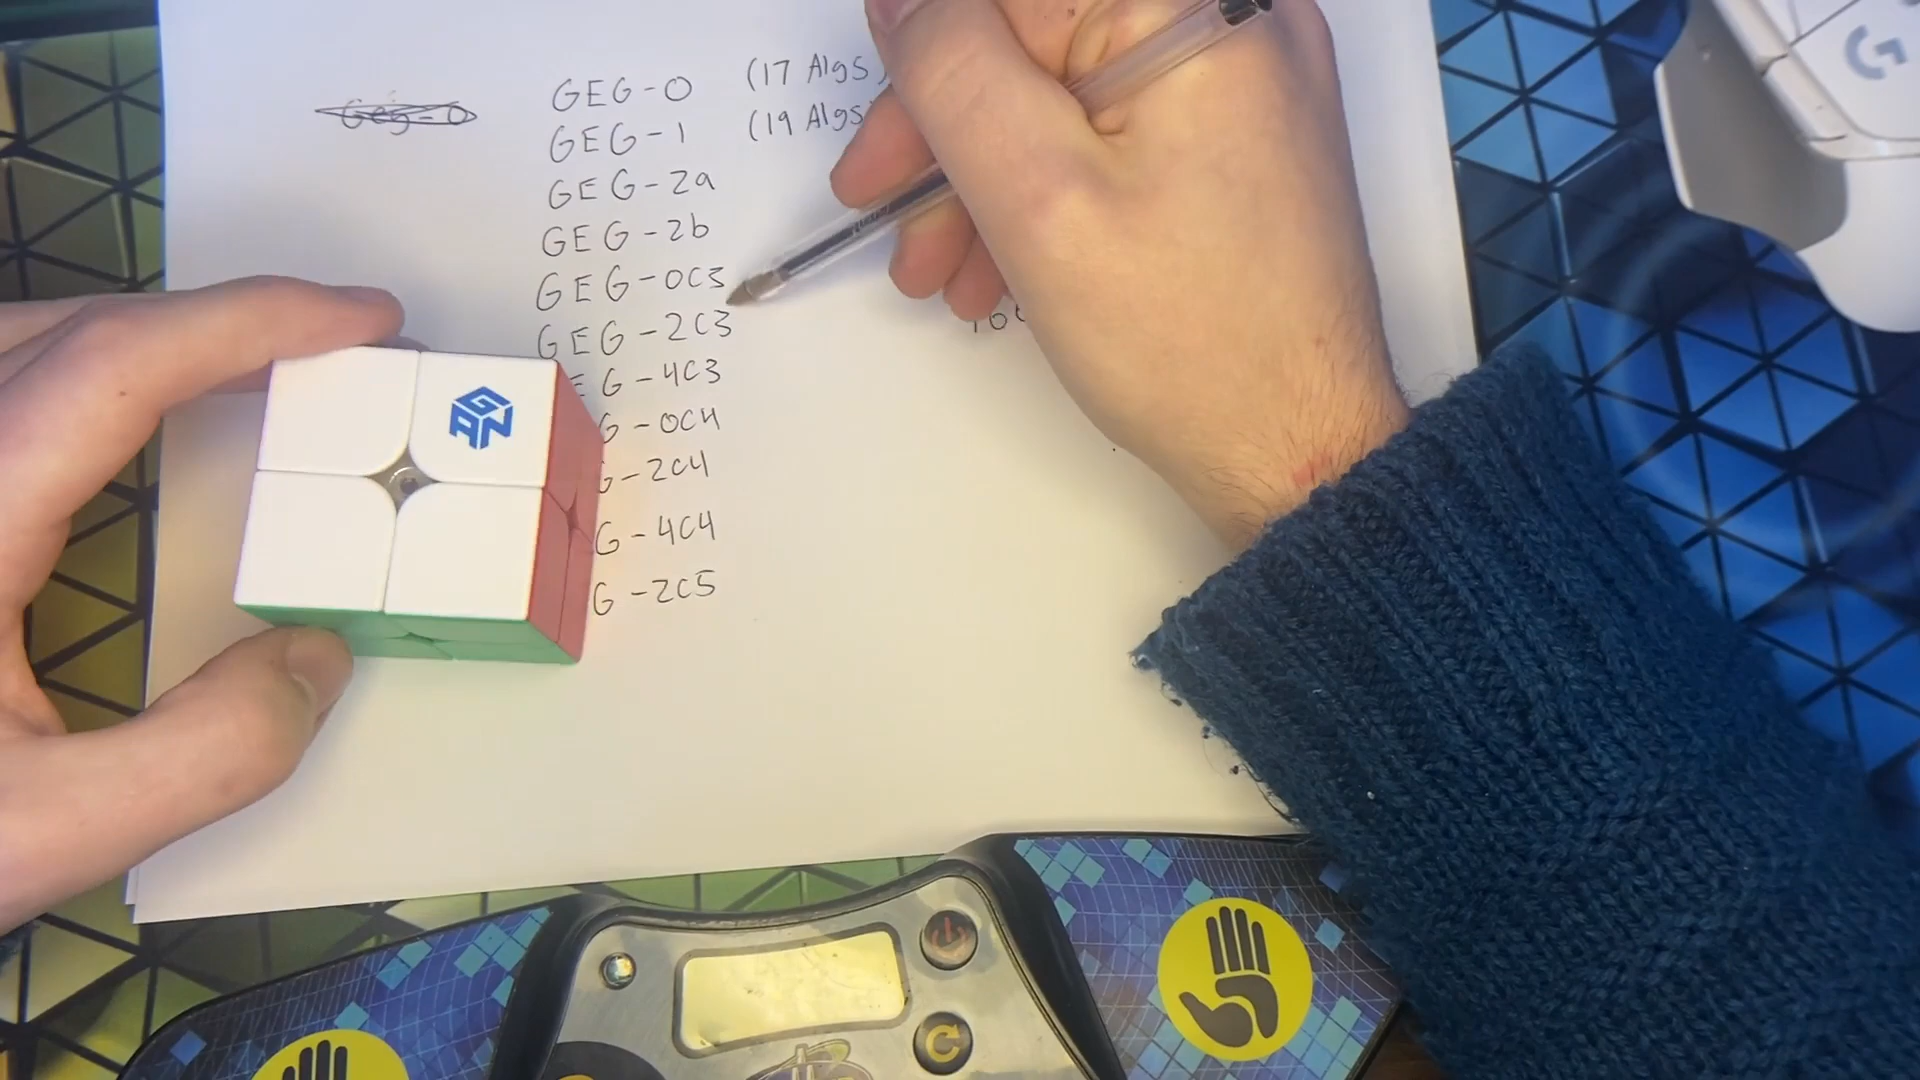 Geg-0
GEG-0 (17 Algs)
GEG-1 (19 Algs
GEG-2a
GEG-2b
GEG-0C3
GEG-2C3
EG-4C3
G-0C4
G-2C4
G-4C4
G-2C5
GAN